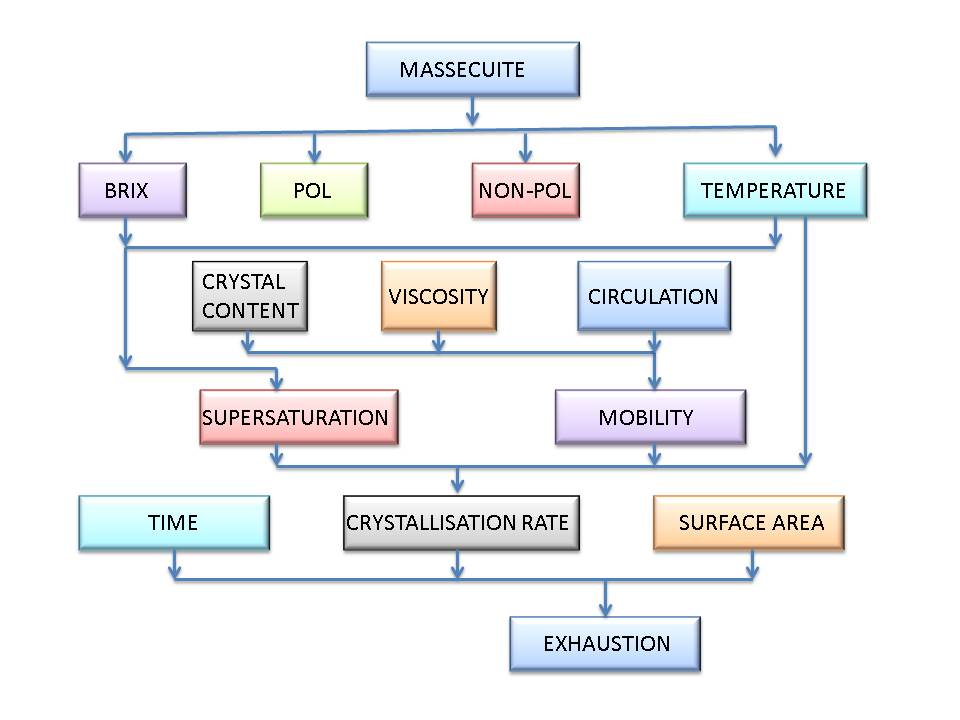 MASSECUITE
BRIX
POL
NON-POL
TEMPERATURE
CRYSTAL
CONTENT
VISCOSITY
CIRCULATION
SUPERSATURATION
MOBILITY
TIME
CRYSTALLISATION RATE
SURFACE AREA
EXHAUSTION